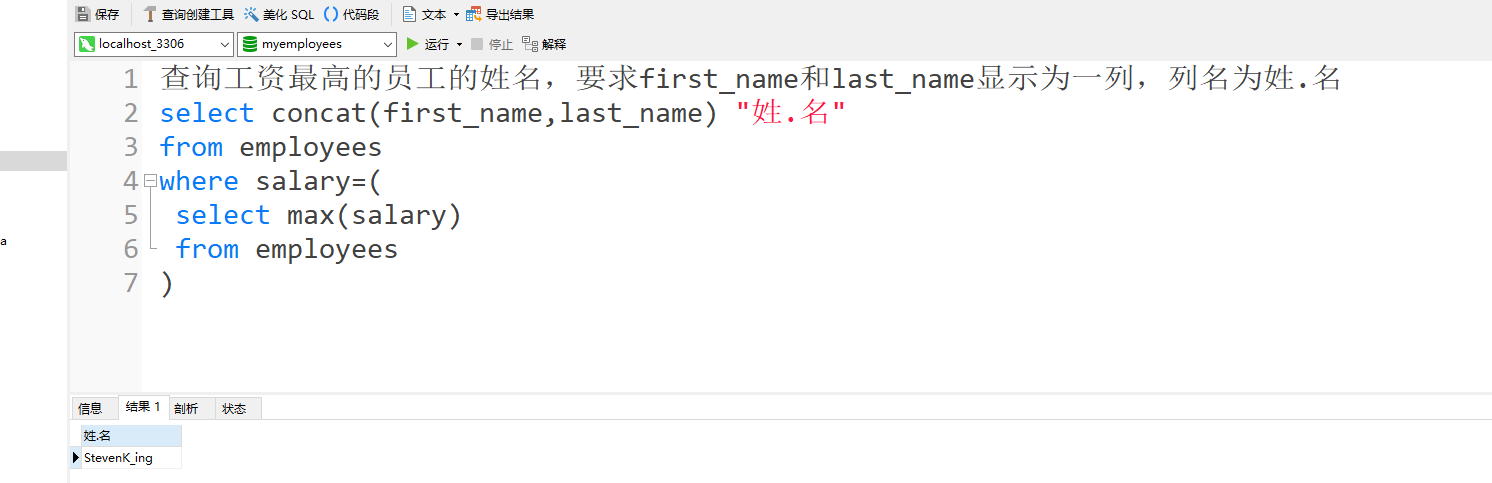 保存 查询创建工具 美化 SQL () 代码段 文本 导出结果
localhost_3306 myemployees 运行 停止 解释
1 查询工资最高的员工的姓名，要求first_name和last_name显示为一列，列名为姓.名
2 select concat(first_name,last_name) "姓.名"
3 from employees
4 where salary=(
5 select max(salary)
6 from employees
7 )
a
信息 结果 1 剖析 状态
姓.名
StevenK_ing